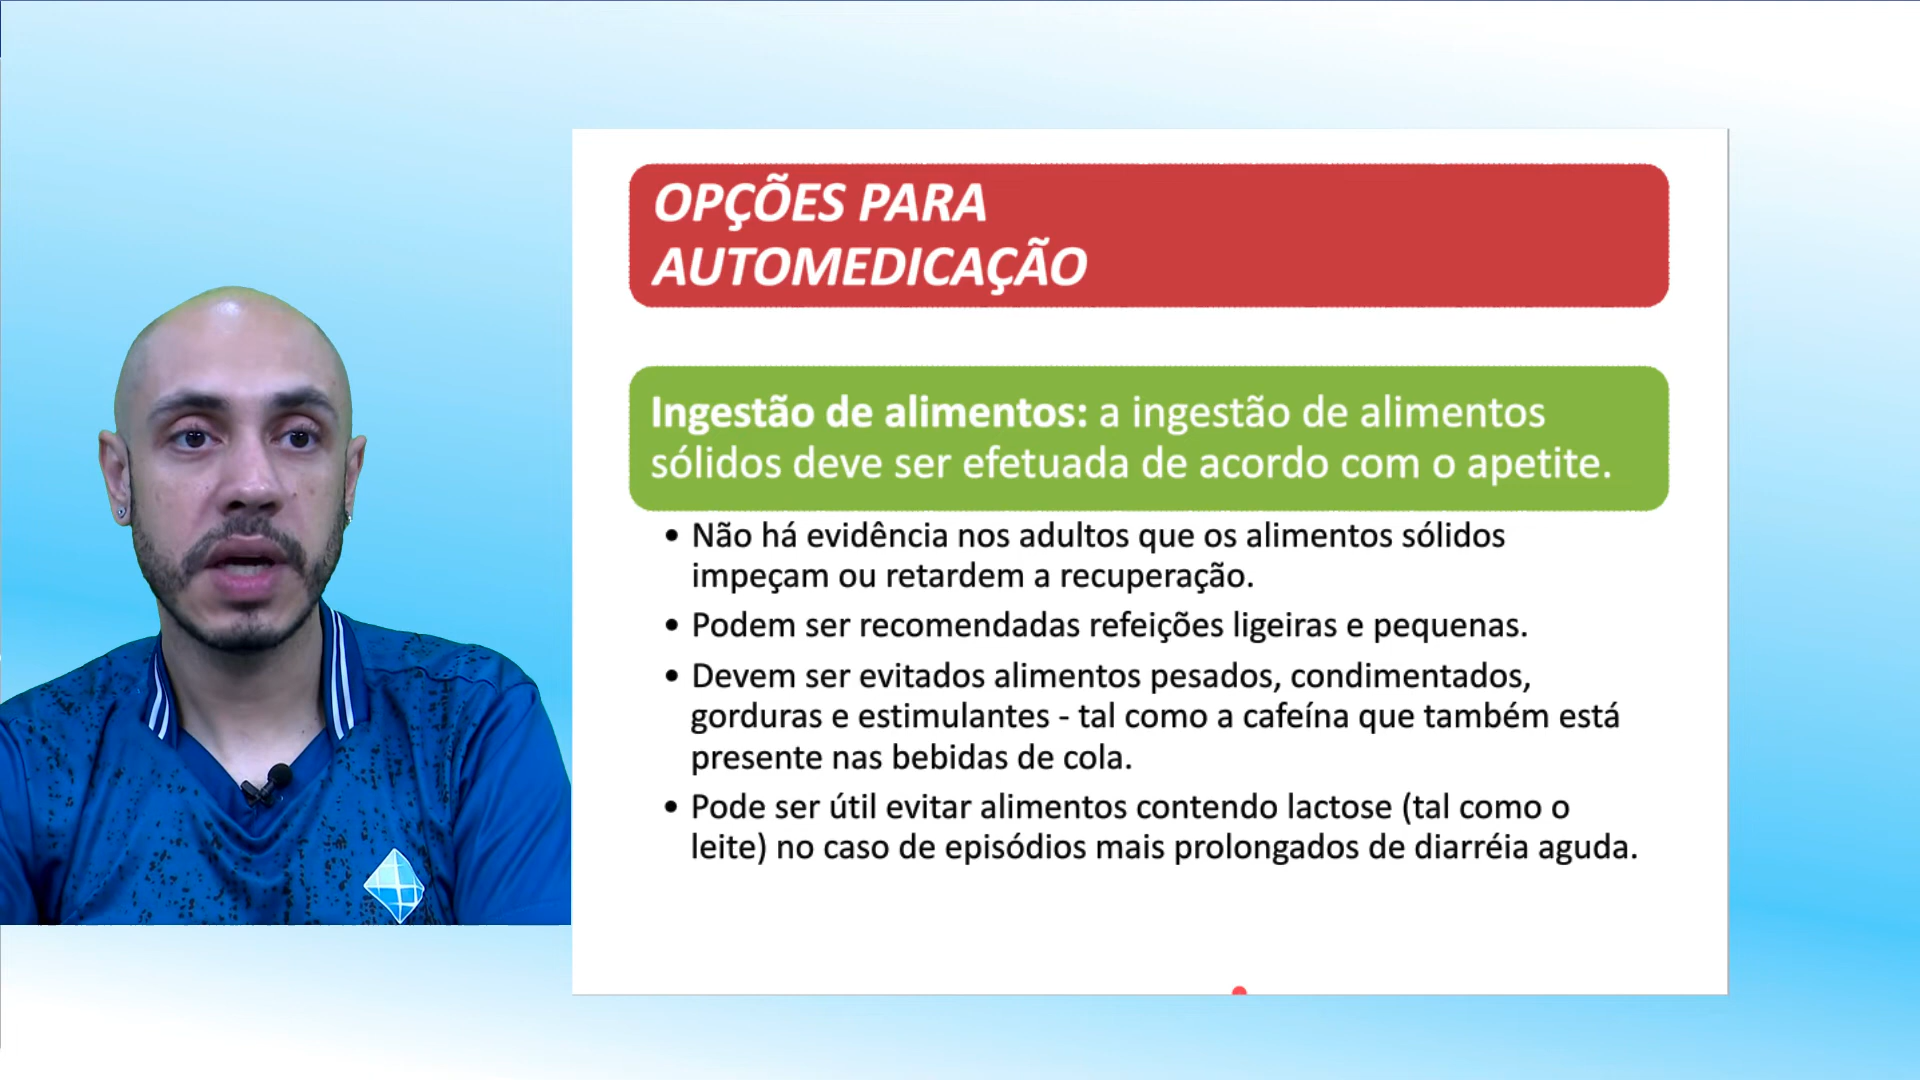 OPÇÕES PARA
AUTOMEDICAÇÃO
Ingestão de alimentos: a ingestão de alimentos
sólidos deve ser efetuada de acordo com o apetite.
• Não há evidência nos adultos que os alimentos sólidos
impeçam ou retardem a recuperação.
• Podem ser recomendadas refeições ligeiras e pequenas.
• Devem ser evitados alimentos pesados, condimentados,
gorduras e estimulantes - tal como a cafeína que também está
presente nas bebidas de cola.
• Pode ser útil evitar alimentos contendo lactose (tal como o
leite) no caso de episódios mais prolongados de diarréia aguda.